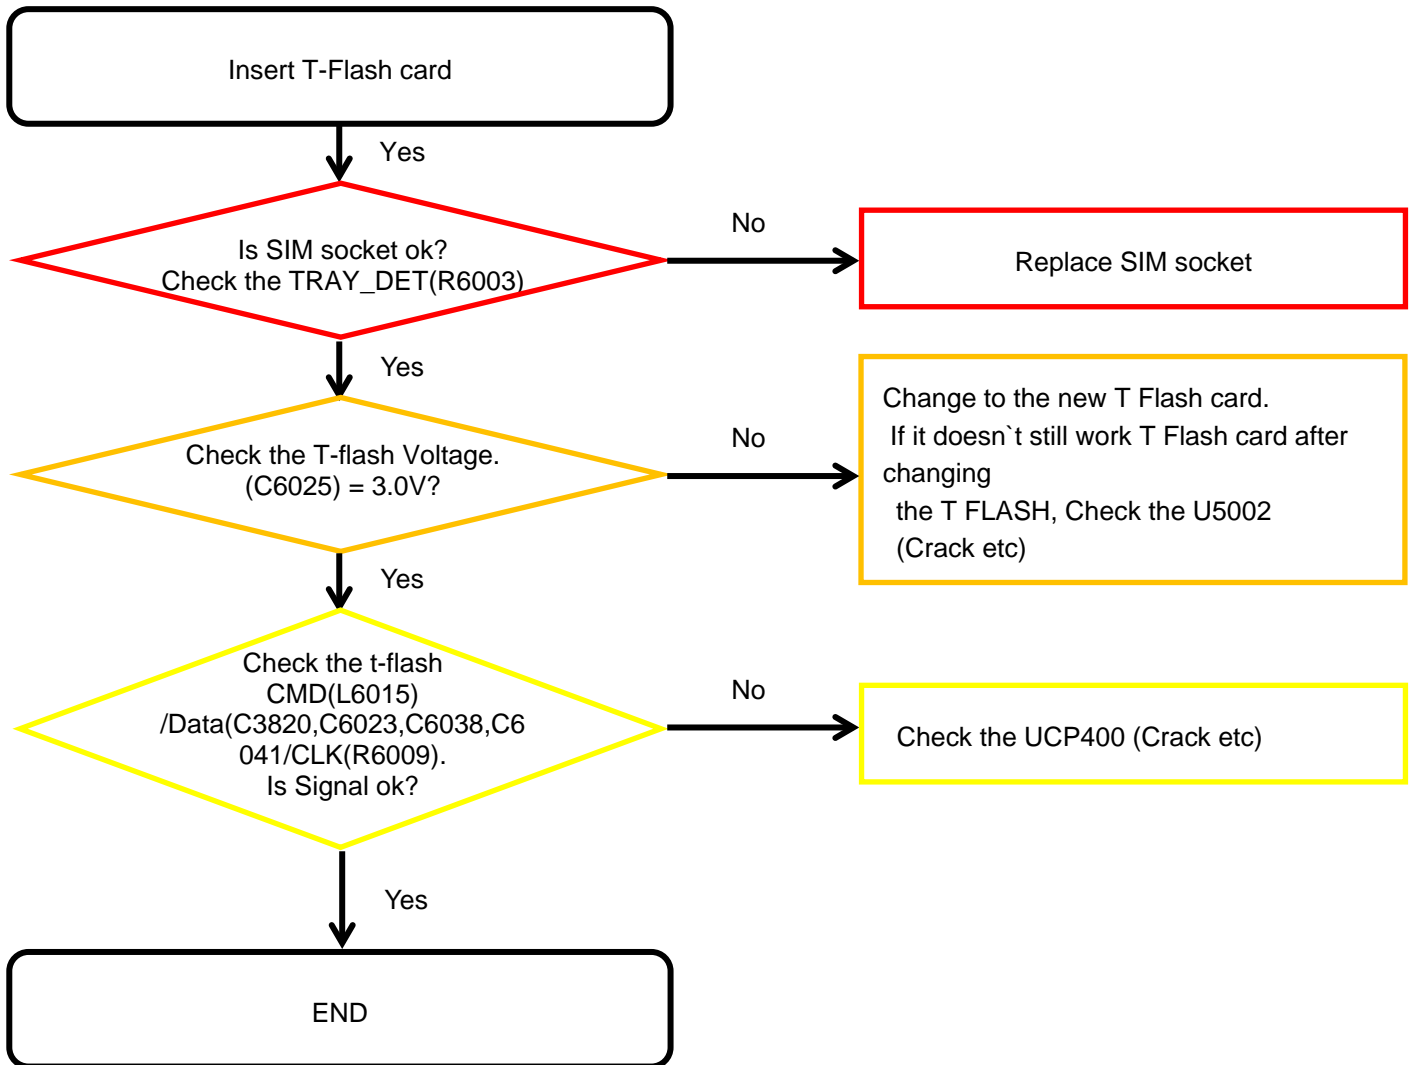 Insert T-Flash card
Yes
Is SIM socket ok?
Check the TRAY_DET(R6003)
No
Replace SIM socket
Yes
Check the T-flash Voltage.
(C6025) = 3.0V?
No
Change to the new T Flash card.
If it doesn`t still work T Flash card after
changing
the T FLASH, Check the U5002
(Crack etc)
Yes
Check the t-flash
CMD(L6015)
/Data(C3820,C6023,C6038,C6
041/CLK(R6009).
Is Signal ok?
No
Check the UCP400 (Crack etc)
Yes
END